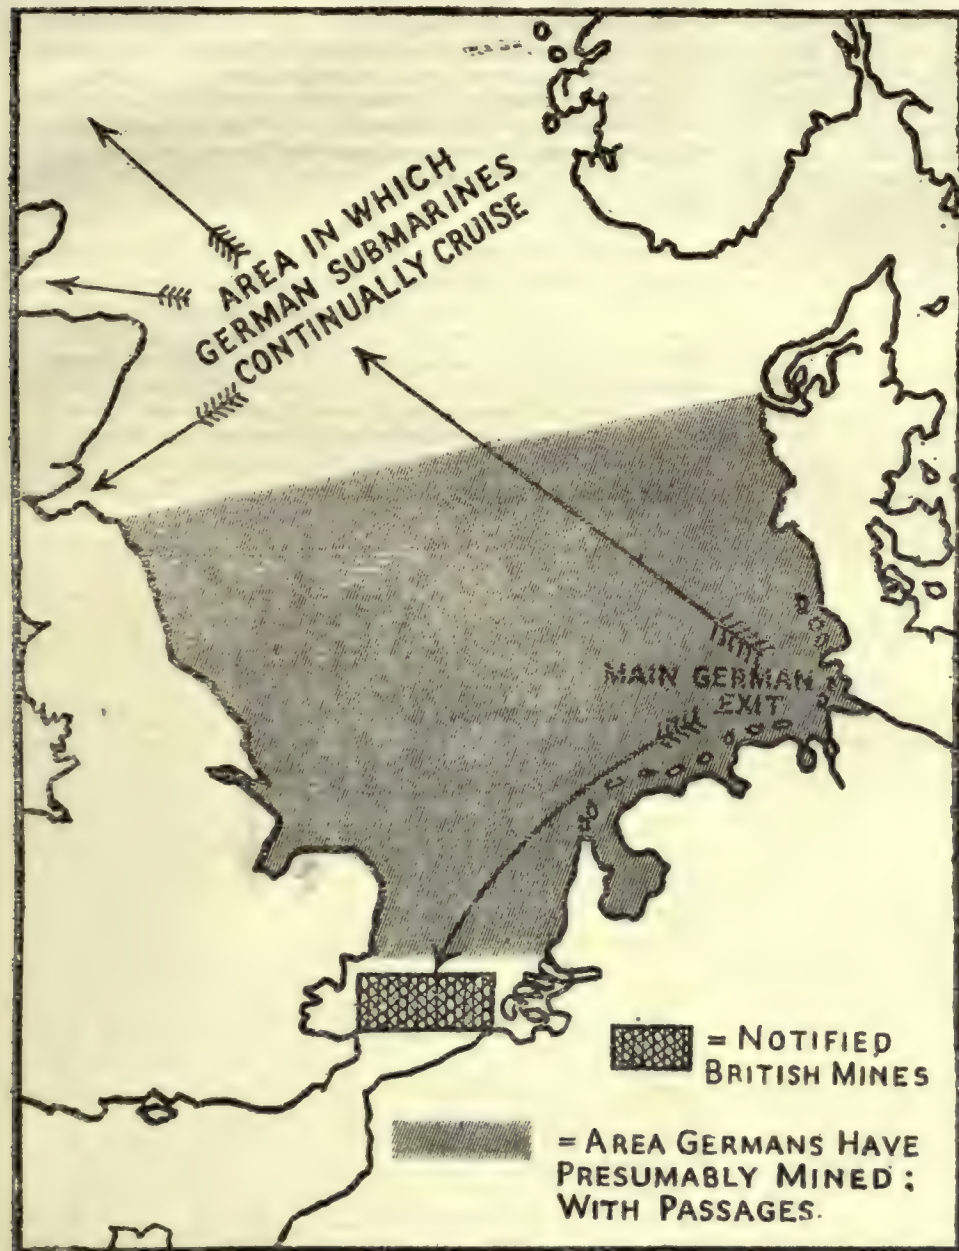 AREA IN WHICH
GERMAN SUBMARINES
CONTINUALLY CRUISE
MAIN GERMAN
EXIT
= NOTIFIED
BRITISH MINES
= AREA GERMANS HAVE
PRESUMABLY MINED;
WITH PASSAGES.